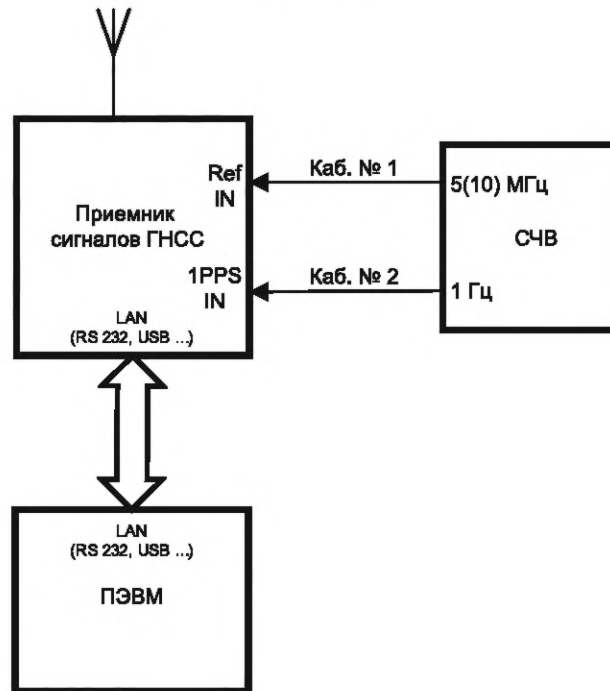 Ref
IN
Каб. № 1
5(10) МГц
Приемник
сигналов ГНСС
СЧВ
1PPS
IN
Каб. № 2
1 Гц
LAN
(RS 232, USB ...)
LAN
(RS 232, USB ...)
ПЭВМ